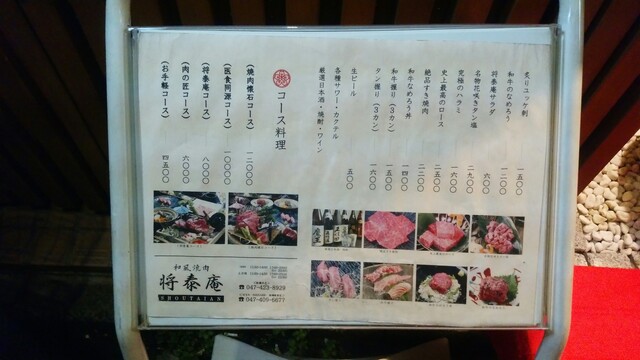 炙りユッケ刺 一五〇〇
和牛のなめろう 一二〇〇
将泰庵サラダ 六〇〇
名物花咲きタン塩 二九〇〇
究極のハラミ 一六〇〇
史上最高のロース 二五〇〇
絶品すき焼肉 二二〇〇
和牛なめろう丼 一四〇〇
和牛握り(3カン) 一五〇〇
タン握り(3カン) 一六〇〇
生ビール 五〇〇
各種サワー・カクテル
厳選日本酒・焼酎・ワイン
コース料理
(焼肉懐石コース) 一二〇〇〇
(医食同源コース) 一〇〇〇〇
(将泰庵コース) 八〇〇〇
(肉の匠コース) 六〇〇〇
(お手軽コース) 四五〇〇
和風焼肉
将泰庵
SHOUTAIAN
☎047-423-8929